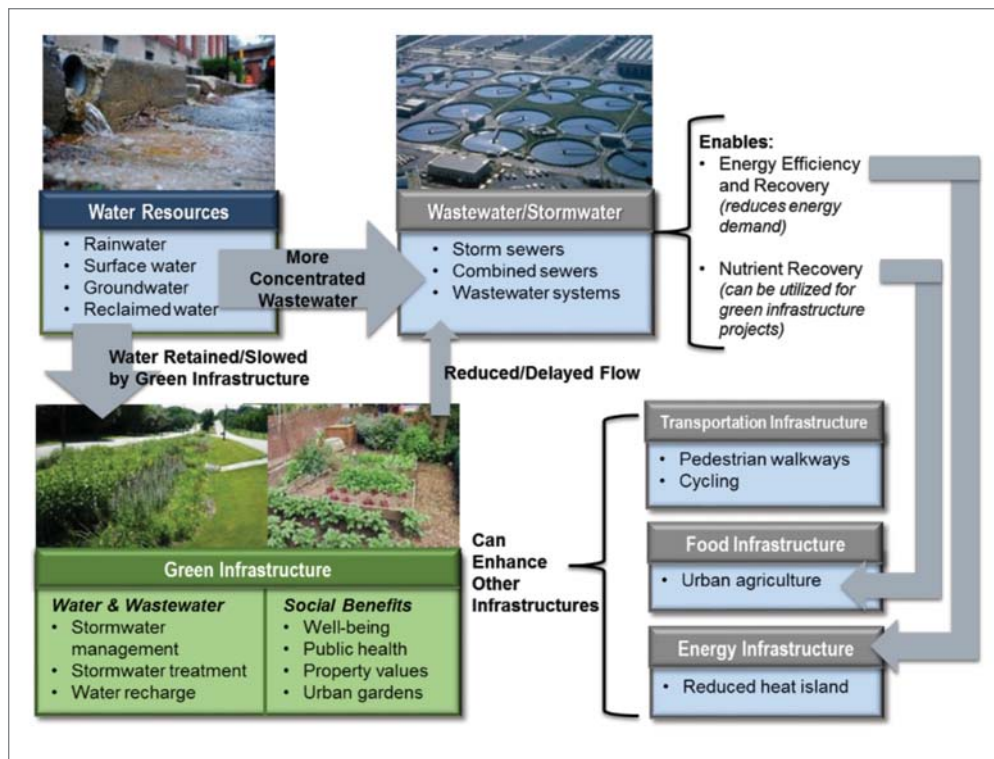 Water Resources
• Rainwater
• Surface water
• Groundwater
• Reclaimed water
More
Concentrated
Wastewater
Wastewater/Stormwater
• Storm sewers
• Combined sewers
• Wastewater systems
Enables:
• Energy Efficiency
and Recovery
(reduces energy
demand)
• Nutrient Recovery
(can be utilized for
green infrastructure
projects)
Water Retained/Slowed
by Green Infrastructure
Reduced/Delayed Flow
Green Infrastructure
Water & Wastewater
• Stormwater
management
• Stormwater treatment
• Water recharge
Social Benefits
• Well-being
• Public health
• Property values
• Urban gardens
Can
Enhance
Other
Infrastructures
Transportation Infrastructure
• Pedestrian walkways
• Cycling
Food Infrastructure
• Urban agriculture
Energy Infrastructure
• Reduced heat island